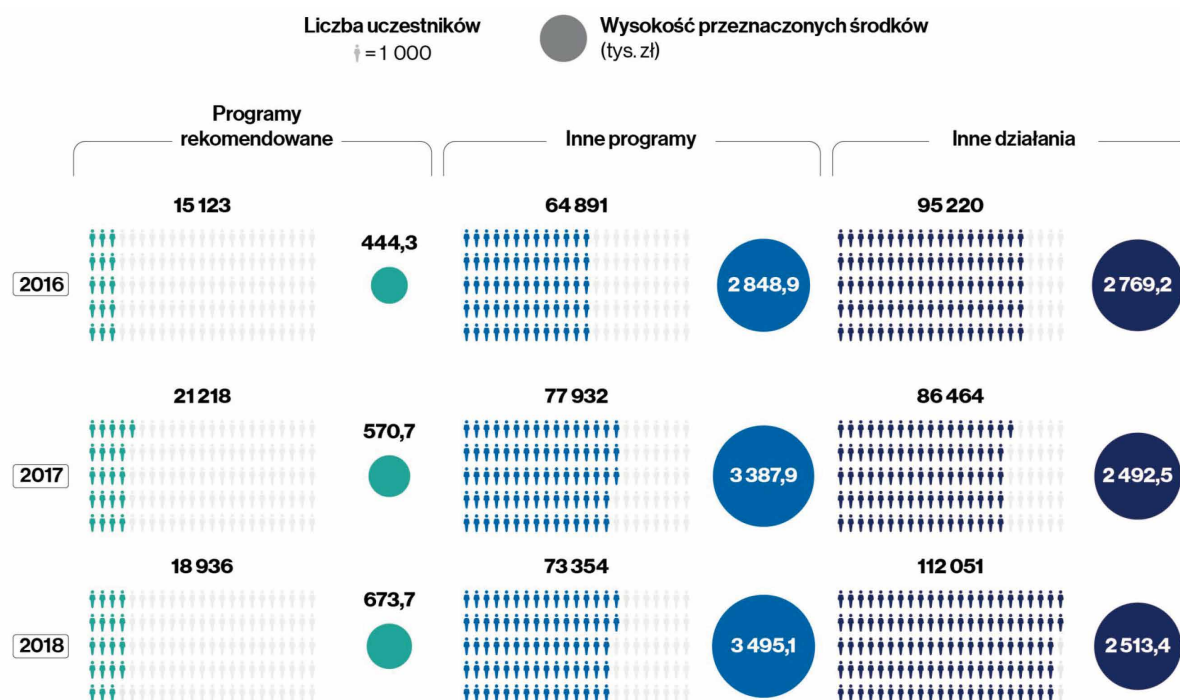 Liczba uczestników
= 1 000
Wysokość przeznaczonych środków
(tys. zł)
Programy
rekomendowane
Inne programy
Inne działania
15 123
64 891
95 220
2016
444,3
2 848,9
2 769,2
21 218
77 932
86 464
2017
570,7
3 387,9
2 492,5
18 936
73 354
112 051
2018
673,7
3 495,1
2 513,4